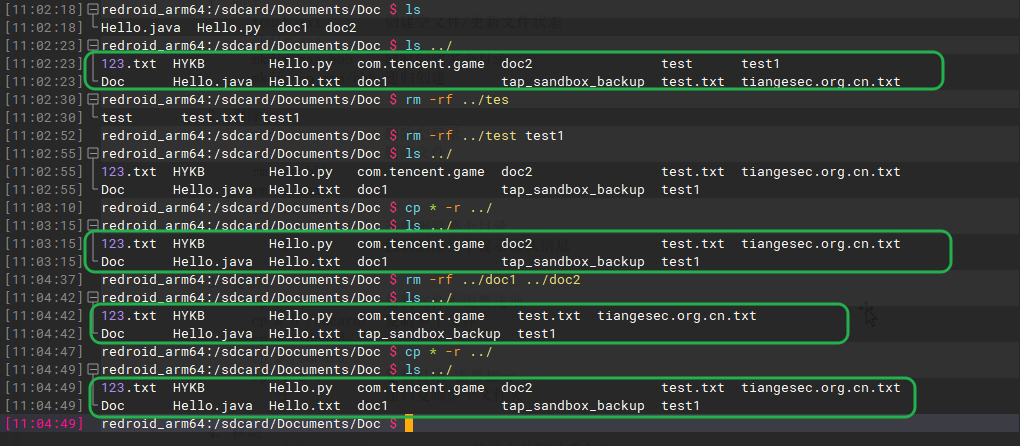 [11:02:18] redroid_arm64:/sdcard/Documents/Doc $ ls
[11:02:18] Hello.java  Hello.py  doc1  doc2
[11:02:23] redroid_arm64:/sdcard/Documents/Doc $ ls ../
[11:02:23] 123.txt  HYKB        Hello.py   com.tencent.game  doc2                test      test1
[11:02:23] Doc      Hello.java  Hello.txt  doc1              tap_sandbox_backup  test.txt  tiangesec.org.cn.txt
[11:02:30] redroid_arm64:/sdcard/Documents/Doc $ rm -rf ../tes
[11:02:30] test      test.txt  test1
[11:02:52] redroid_arm64:/sdcard/Documents/Doc $ rm -rf ../test test1
[11:02:55] redroid_arm64:/sdcard/Documents/Doc $ ls ../
[11:02:55] 123.txt  HYKB        Hello.py   com.tencent.game  doc2                test.txt  tiangesec.org.cn.txt
[11:02:55] Doc      Hello.java  Hello.txt  doc1              tap_sandbox_backup  test1
[11:03:10] redroid_arm64:/sdcard/Documents/Doc $ cp * -r ../
[11:03:15] redroid_arm64:/sdcard/Documents/Doc $ ls ../
[11:03:15] 123.txt  HYKB        Hello.py   com.tencent.game  doc2                test.txt  tiangesec.org.cn.txt
[11:03:15] Doc      Hello.java  Hello.txt  doc1              tap_sandbox_backup  test1
[11:04:37] redroid_arm64:/sdcard/Documents/Doc $ rm -rf ../doc1 ../doc2
[11:04:42] redroid_arm64:/sdcard/Documents/Doc $ ls ../
[11:04:42] 123.txt  HYKB        Hello.py   com.tencent.game    test.txt  tiangesec.org.cn.txt
[11:04:42] Doc      Hello.java  Hello.txt  tap_sandbox_backup  test1
[11:04:47] redroid_arm64:/sdcard/Documents/Doc $ cp * -r ../
[11:04:49] redroid_arm64:/sdcard/Documents/Doc $ ls ../
[11:04:49] 123.txt  HYKB        Hello.py   com.tencent.game  doc2                test.txt  tiangesec.org.cn.txt
[11:04:49] Doc      Hello.java  Hello.txt  doc1              tap_sandbox_backup  test1
[11:04:49] redroid_arm64:/sdcard/Documents/Doc $